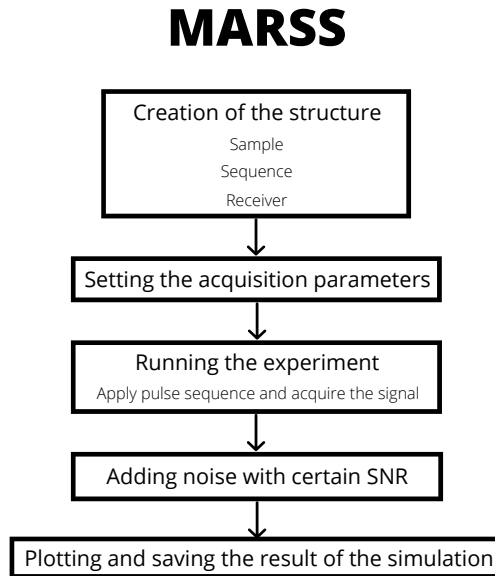 MARSS
Creation of the structure
Sample
Sequence
Receiver
Setting the acquisition parameters
Running the experiment
Apply pulse sequence and acquire the signal
Adding noise with certain SNR
Plotting and saving the result of the simulation